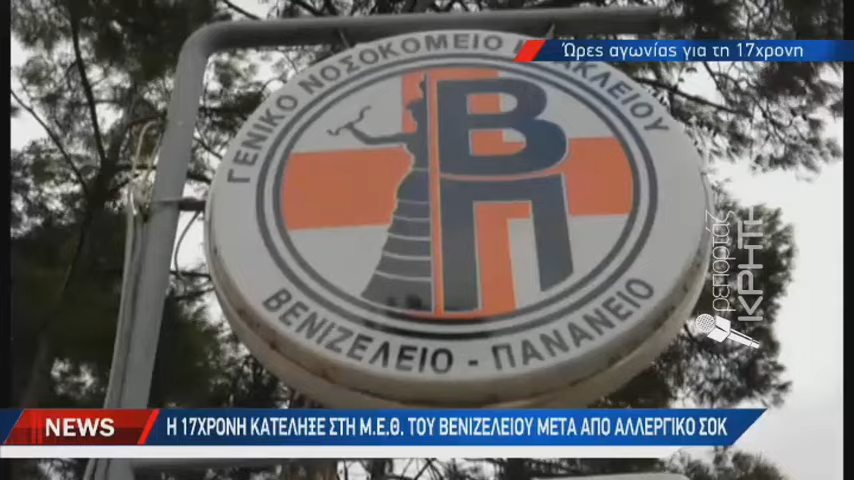 Ώρες αγωνίας για τη 17χρονη
ΓΕΝΙΚΟ ΝΟΣΟΚΟΜΕΙΟ ΗΡΑΚΛΕΙΟΥ
ΒΠ
ΒΕΝΙΖΕΛΕΙΟ - ΠΑΝΑΝΕΙΟ
ρεπορτάζ
ΚΡΗΤΗ
NEWS
Η 17ΧΡΟΝΗ ΚΑΤΕΛΗΞΕ ΣΤΗ Μ.Ε.Θ. ΤΟΥ ΒΕΝΙΖΕΛΕΙΟΥ ΜΕΤΑ ΑΠΟ ΑΛΛΕΡΓΙΚΟ ΣΟΚ